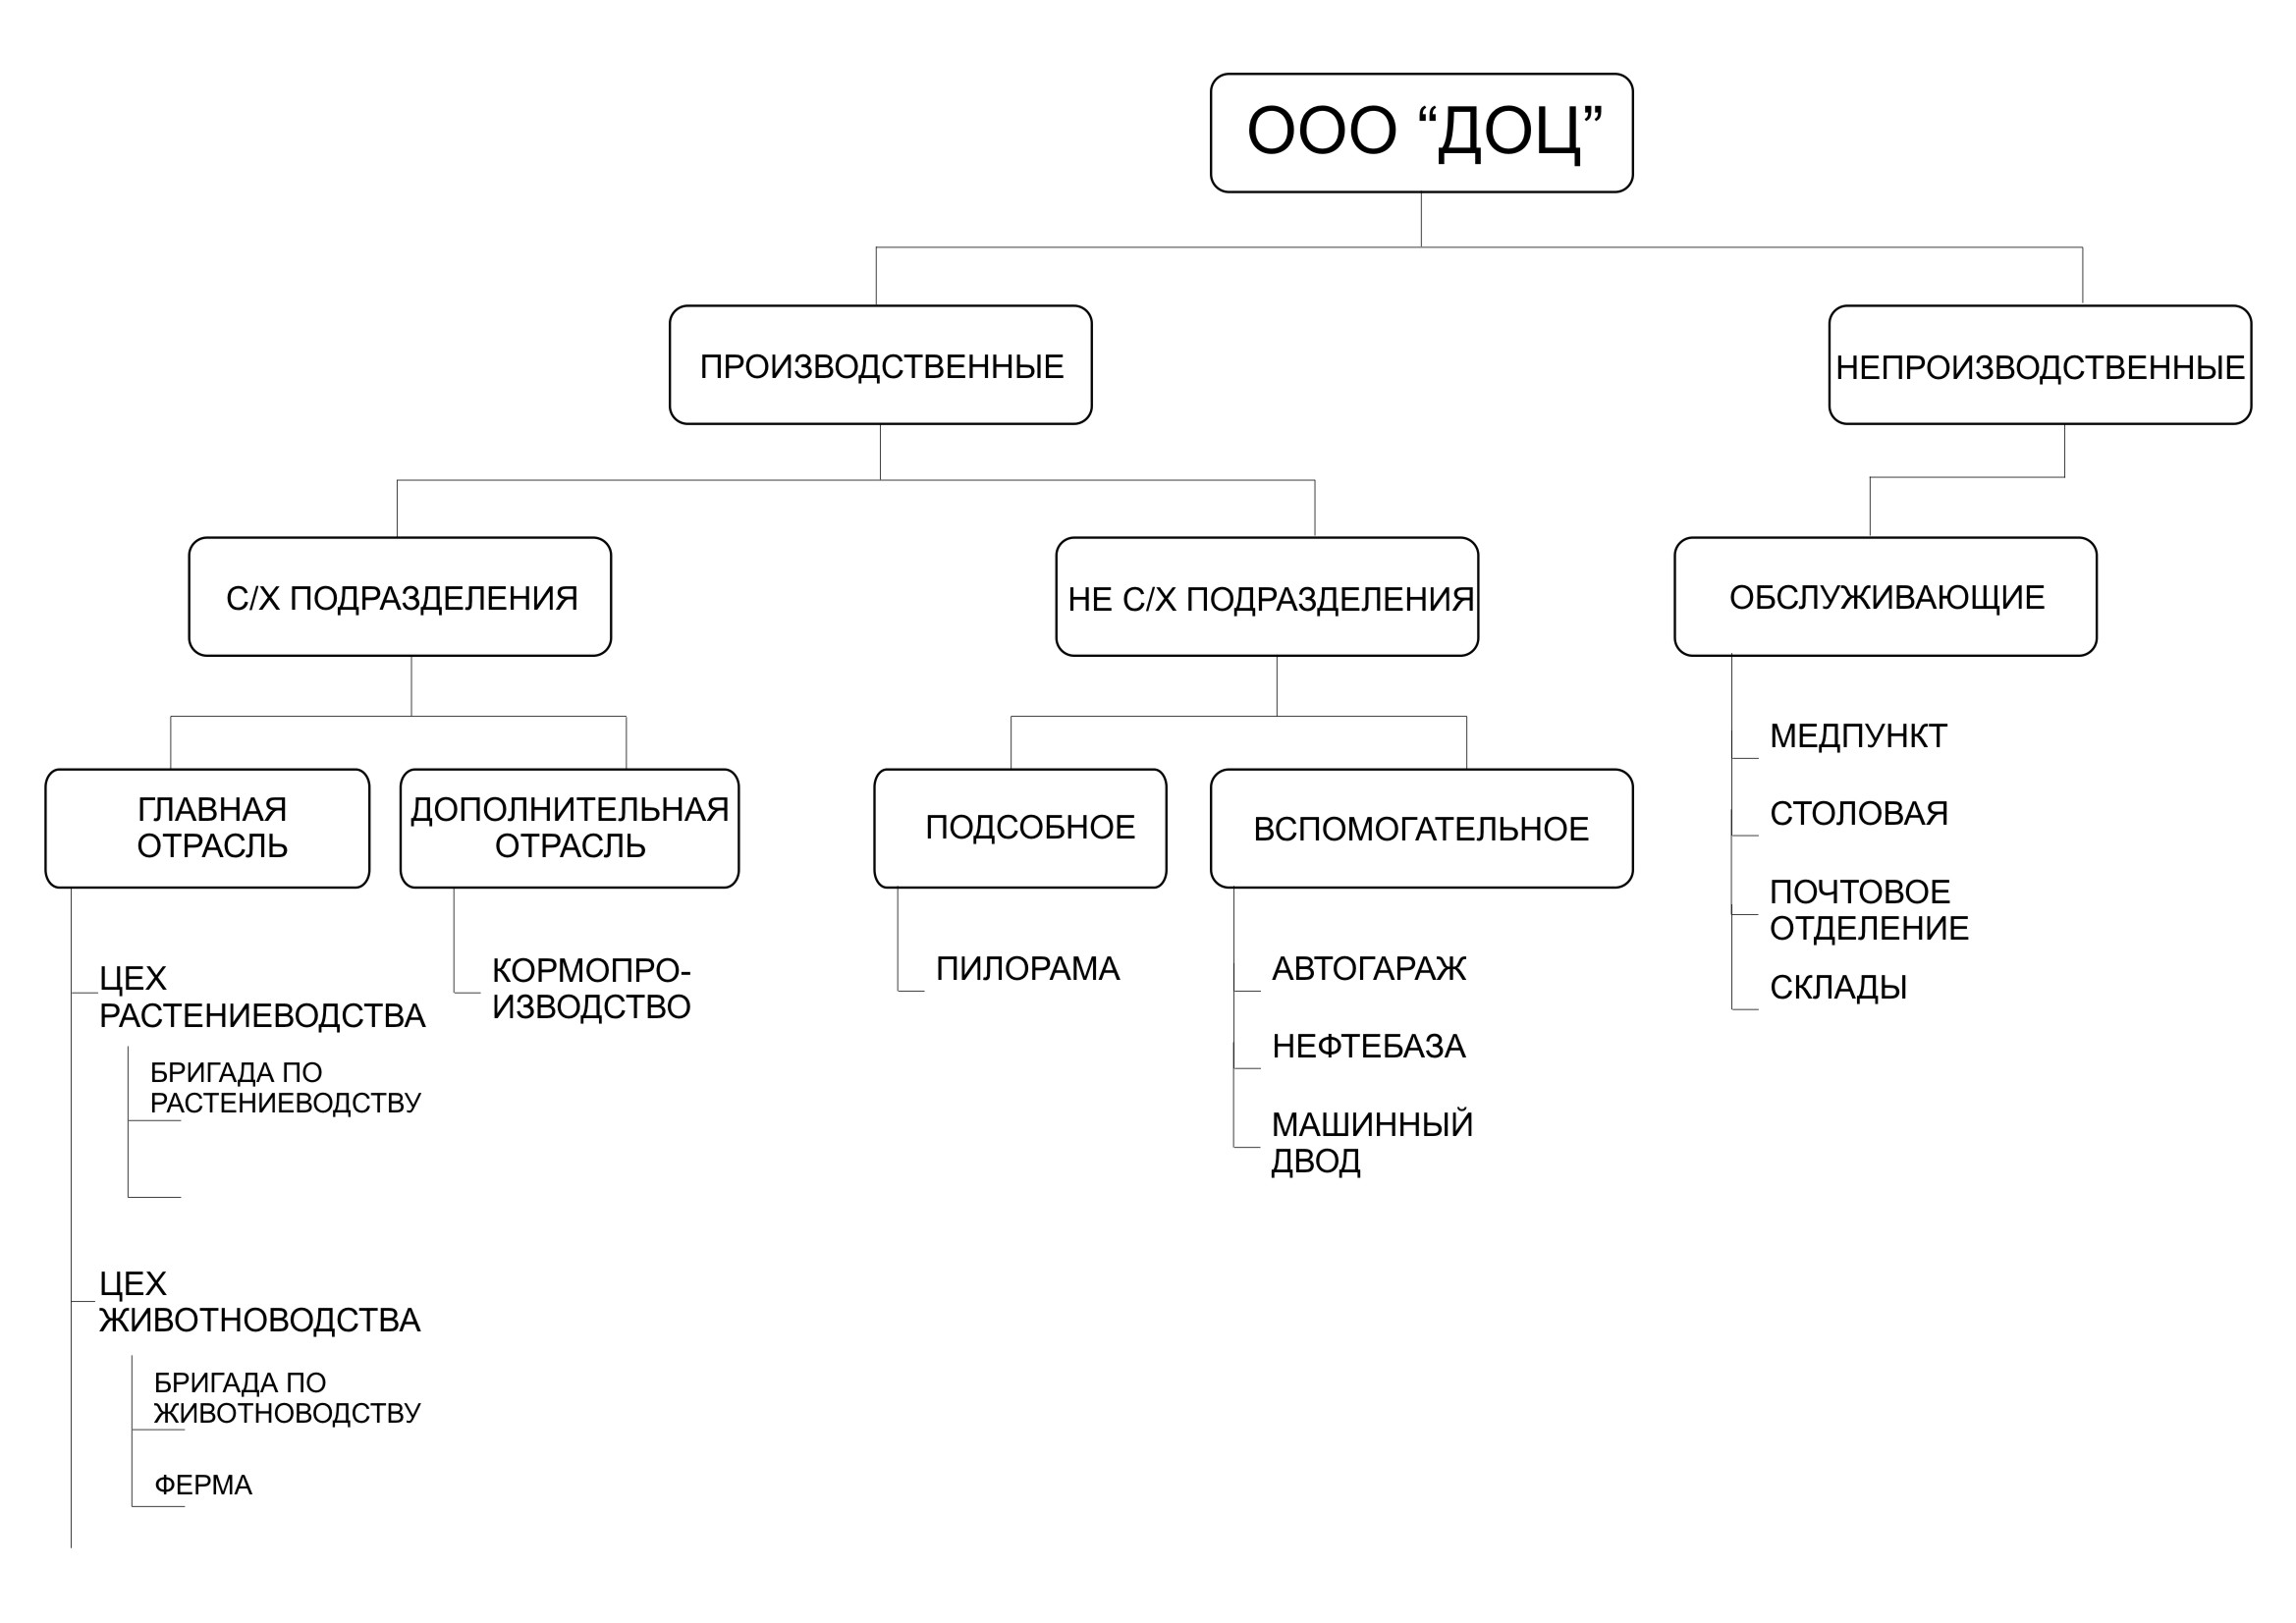 ООО “ДОЦ”
ПРОИЗВОДСТВЕННЫЕ
НЕПРОИЗВОДСТВЕННЫЕ
С/Х ПОДРАЗДЕЛЕНИЯ
НЕ С/Х ПОДРАЗДЕЛЕНИЯ
ОБСЛУЖИВАЮЩИЕ
ГЛАВНАЯ
ОТРАСЛЬ
ДОПОЛНИТЕЛЬНАЯ
ОТРАСЛЬ
ПОДСОБНОЕ
ВСПОМОГАТЕЛЬНОЕ
ЦЕХ
РАСТЕНИЕВОДСТВА
БРИГАДА ПО
РАСТЕНИЕВОДСТВУ
ЦЕХ
ЖИВОТНОВОДСТВА
БРИГАДА ПО
ЖИВОТНОВОДСТВУ
ФЕРМА
КОРМОПРО-
ИЗВОДСТВО
ПИЛОРАМА
АВТОГАРАЖ
НЕФТЕБАЗА
МАШИННЫЙ
ДВОД
МЕДПУНКТ
СТОЛОВАЯ
ПОЧТОВОЕ
ОТДЕЛЕНИЕ
СКЛАДЫ